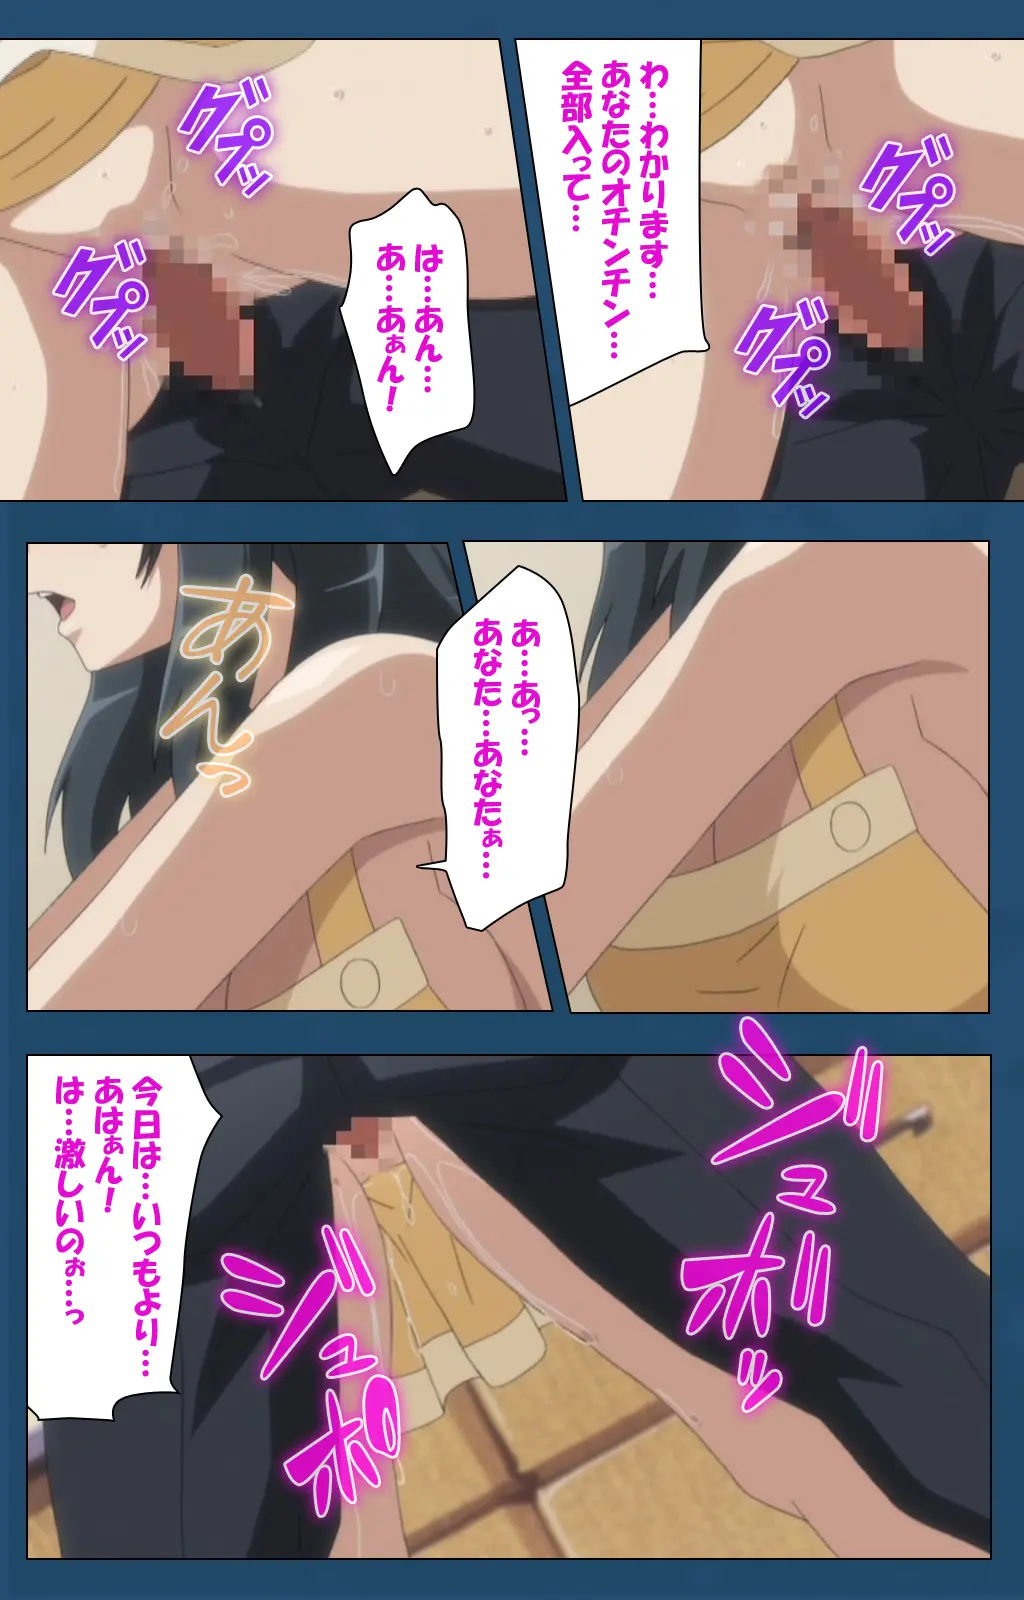 わ…わかります…
あなたのオチンチン…
全部入って…
グプッ
グプッ
は…あん…
あ…あぁん!
グプッ
グプッ
あ…あっ…
あなた…あなたぁ…
あんっ
今日は…いつもより…
あはぁん!
は…激しいのぉ…っ
ジュボッ
ジュポ